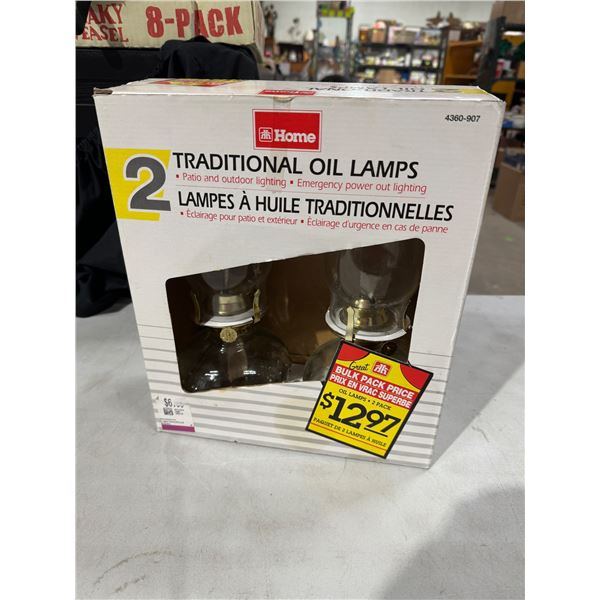 8-PACK
4360-907
Home
2
TRADITIONAL OIL LAMPS
• Patio and outdoor lighting • Emergency power out lighting
LAMPES À HUILE TRADITIONNELLES
• Éclairage pour patio et extérieur • Éclairage d'urgence en cas de panne
Great
BULK PACK PRICE
PRIX EN VRAC SUPERBE
OIL LAMPS • 2 PACK
$12.97
PAQUET DE 2 LAMPES À HUILE